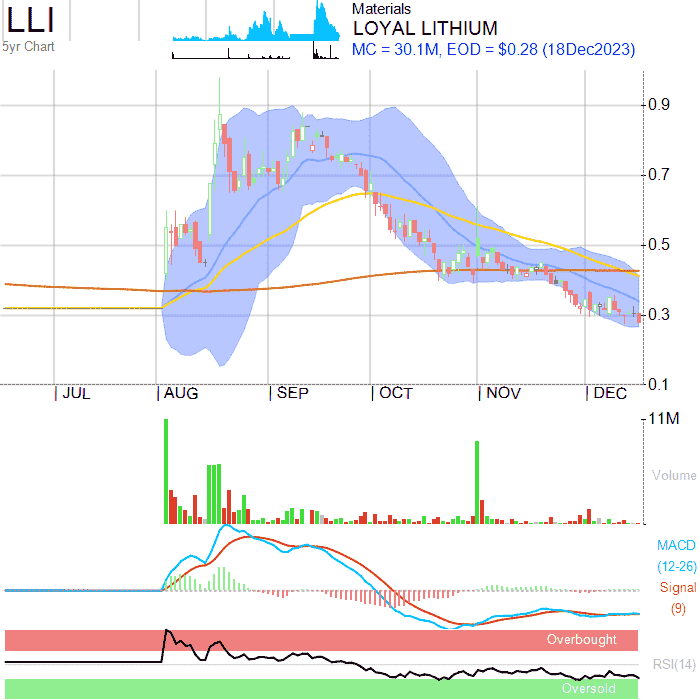 LLI
5yr Chart
Materials
LOYAL LITHIUM
MC = 30.1M, EOD = $0.28 (18Dec2023)
0.9
0.7
0.5
0.3
0.1
JUL AUG SEP OCT NOV DEC
11M
Volume
MACD
(12-26)
Signal
(9)
Overbought
RSI(14)
Oversold